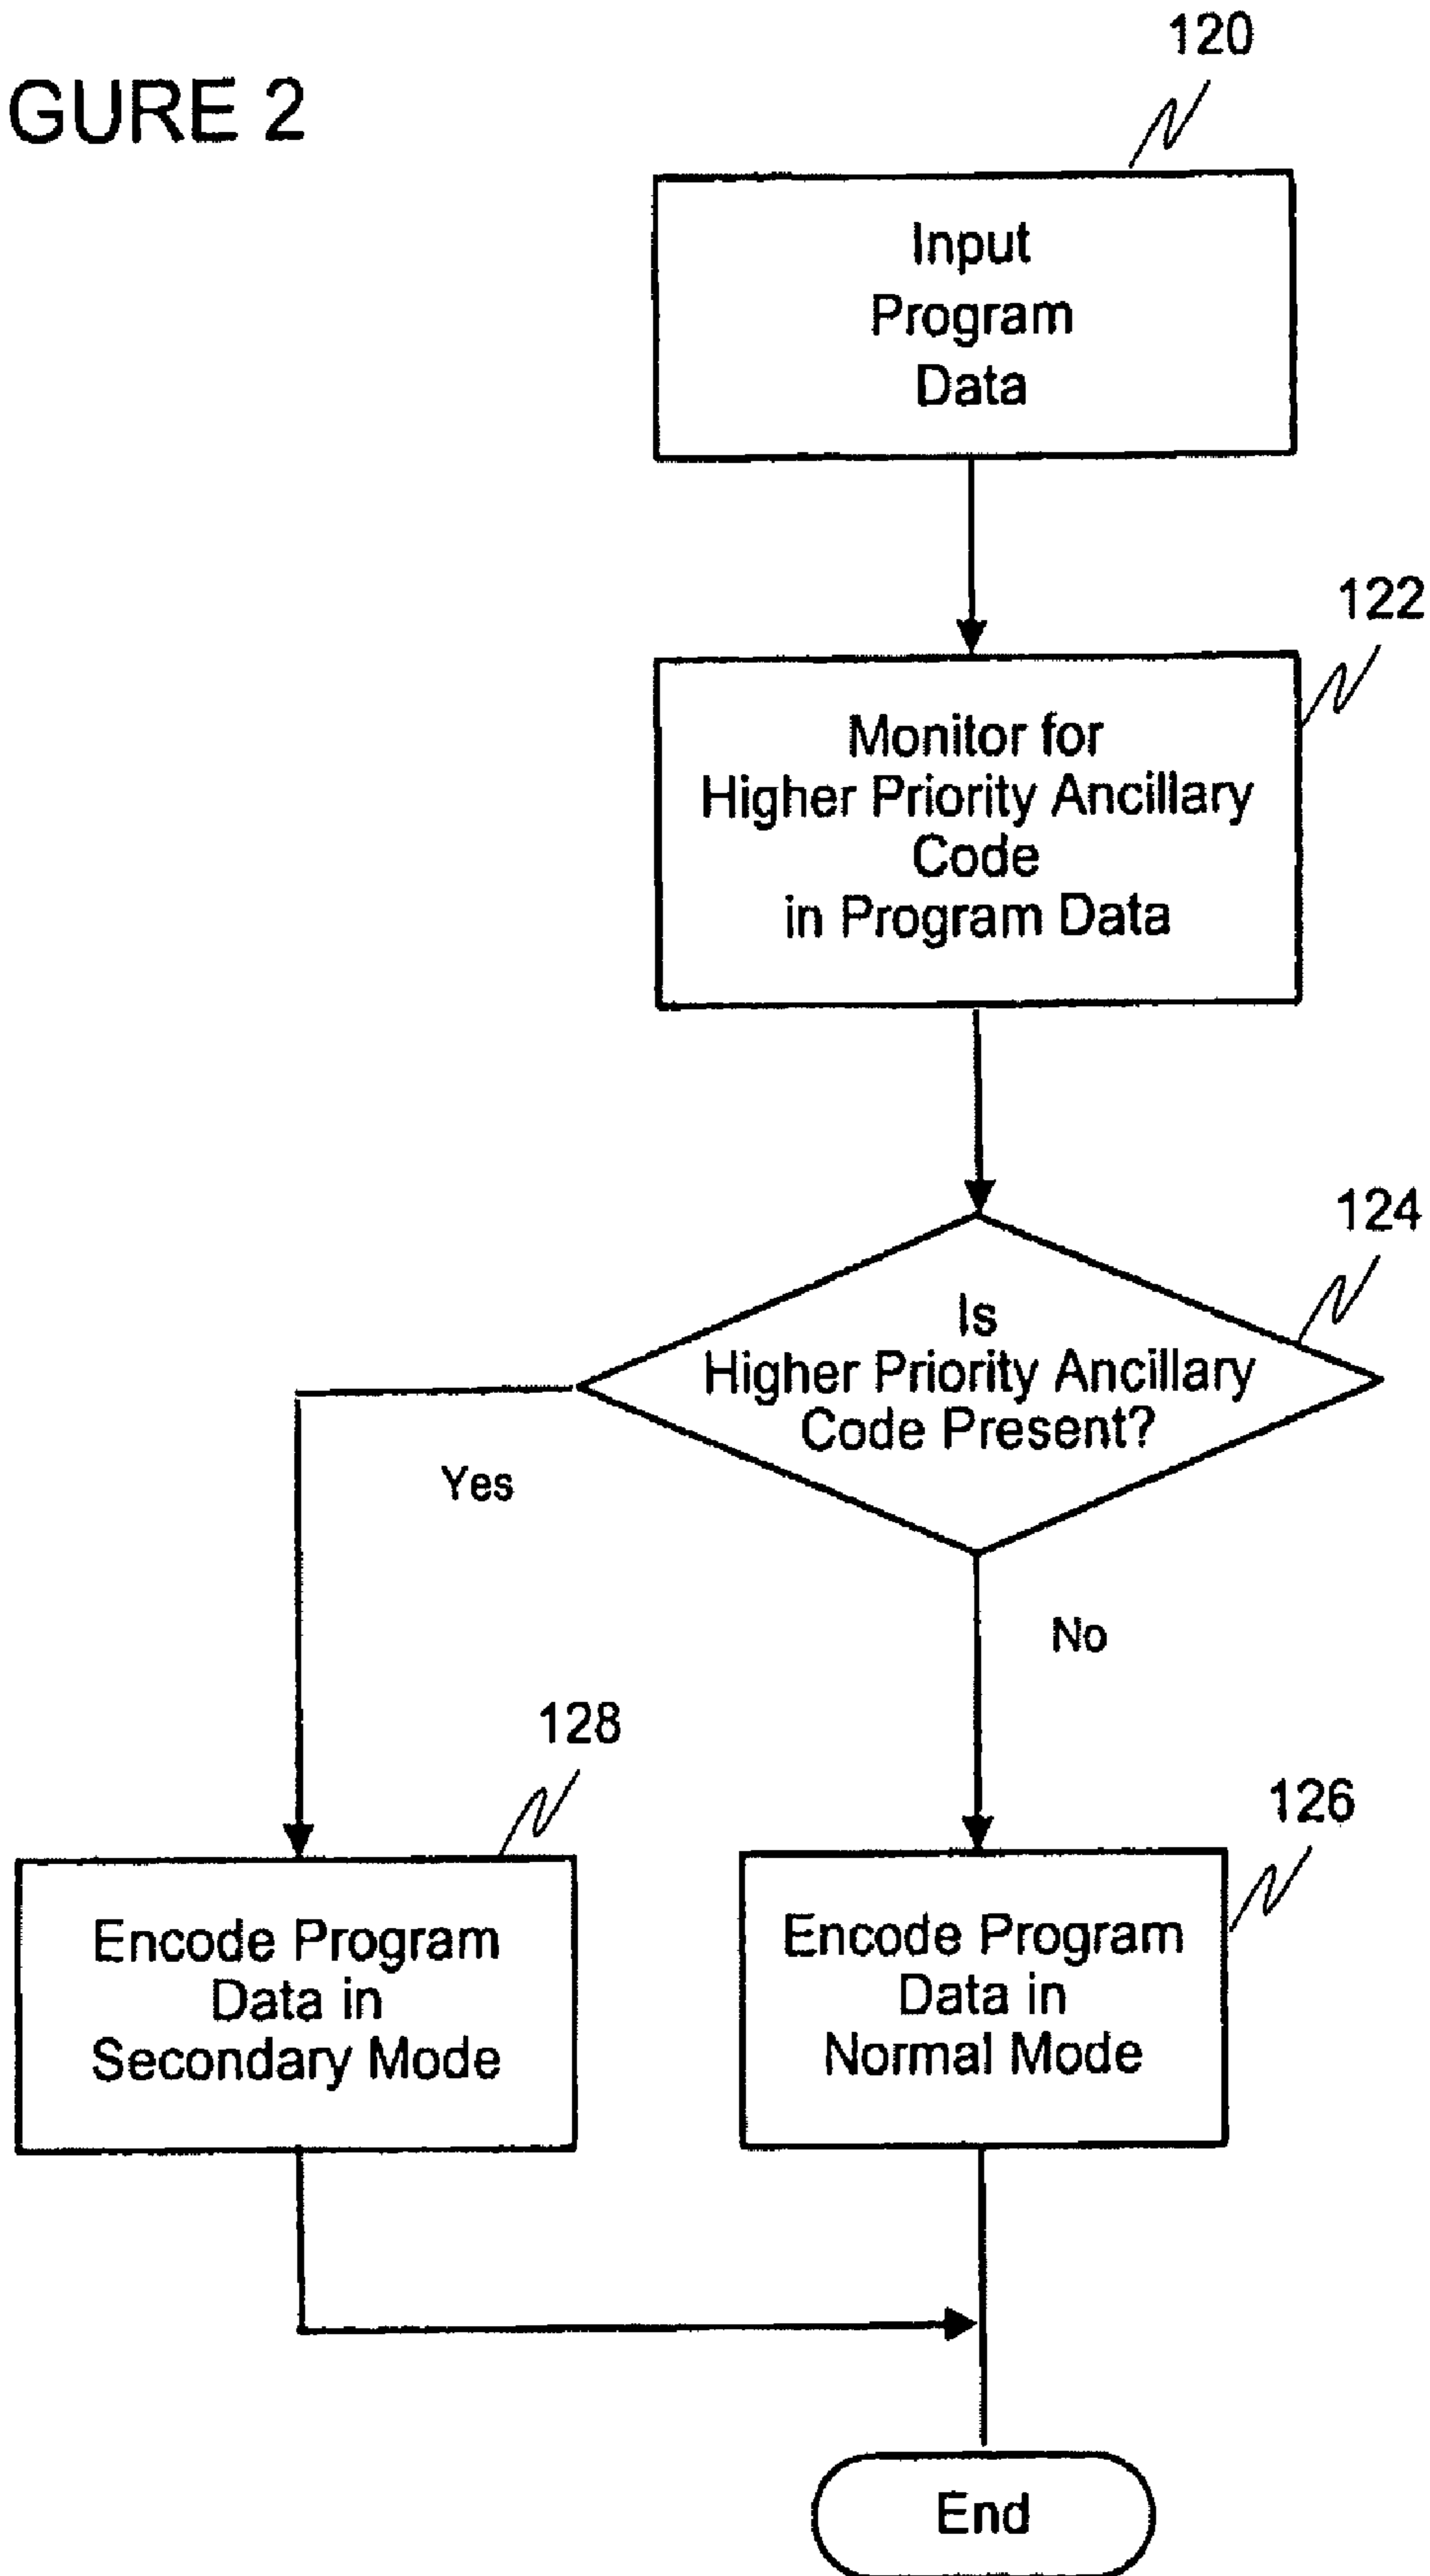 GURE 2
120
Input
Program
Data
122
Monitor for
Higher Priority Ancillary
Code
in Program Data
124
Is
Higher Priority Ancillary
Code Present?
Yes
No
128
126
Encode Program
Data in
Secondary Mode
Encode Program
Data in
Normal Mode
End